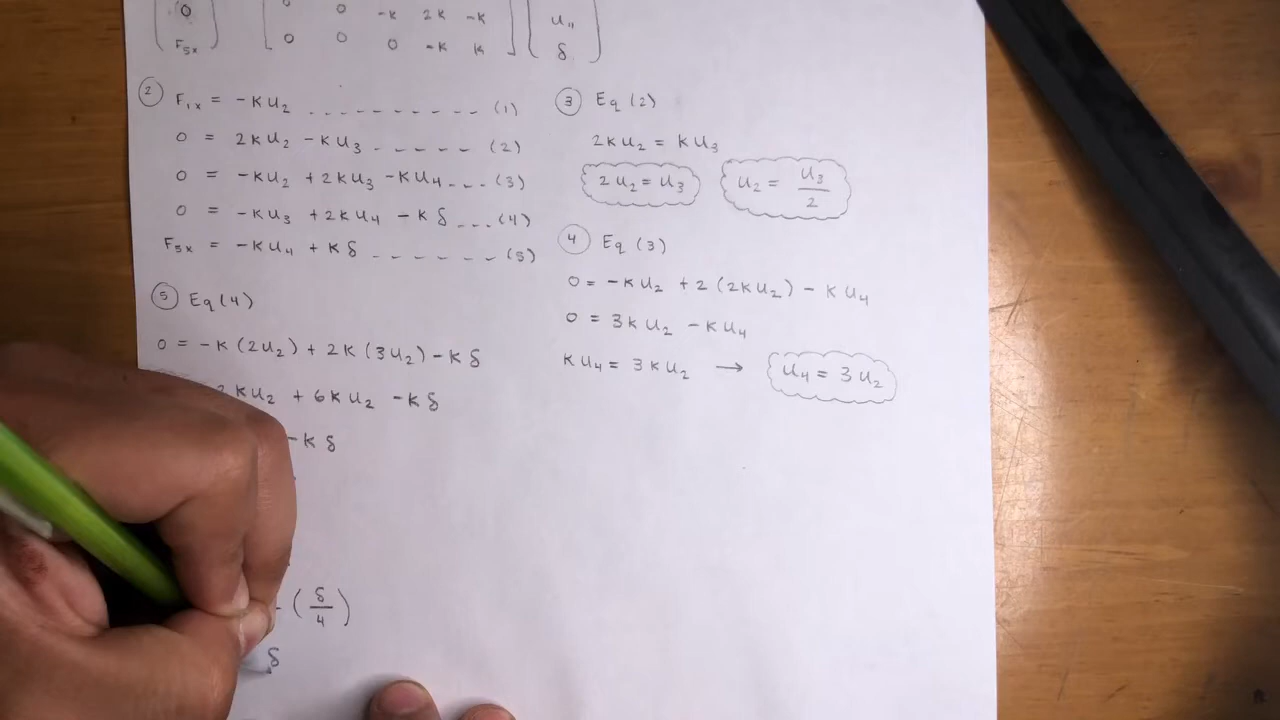 0 -K 2K -K U4
0 0 0 0 -K K δ
F5x
② F1x = -KU2 - - - - - - - - - - (1)
0 = 2KU2 - KU3 - - - - - (2)
0 = -KU2 + 2KU3 - KU4 - - - (3)
0 = -KU3 + 2KU4 - Kδ - - - (4)
F5x = -KU4 + Kδ - - - - - - (5)
③ Eq (2)
2KU2 = KU3
2U2 = U3 U2 = U3/2
④ Eq (3)
0 = -KU2 + 2(2KU2) - KU4
0 = 3KU2 - KU4
KU4 = 3KU2 → U4 = 3U2
⑤ Eq (4)
0 = -K(2U2) + 2K(3U2) - Kδ
KU2 + 6KU2 - Kδ
-Kδ
(δ/4)
δ